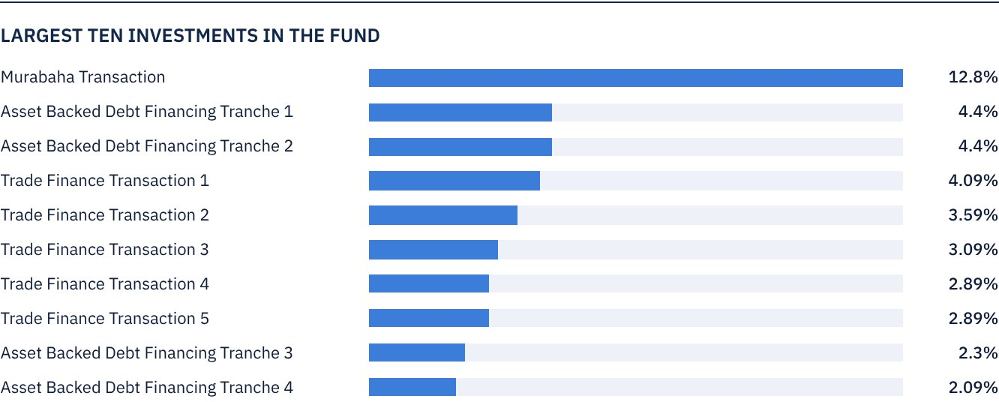 LARGEST TEN INVESTMENTS IN THE FUND
Murabaha Transaction 12.8%
Asset Backed Debt Financing Tranche 1 4.4%
Asset Backed Debt Financing Tranche 2 4.4%
Trade Finance Transaction 1 4.09%
Trade Finance Transaction 2 3.59%
Trade Finance Transaction 3 3.09%
Trade Finance Transaction 4 2.89%
Trade Finance Transaction 5 2.89%
Asset Backed Debt Financing Tranche 3 2.3%
Asset Backed Debt Financing Tranche 4 2.09%